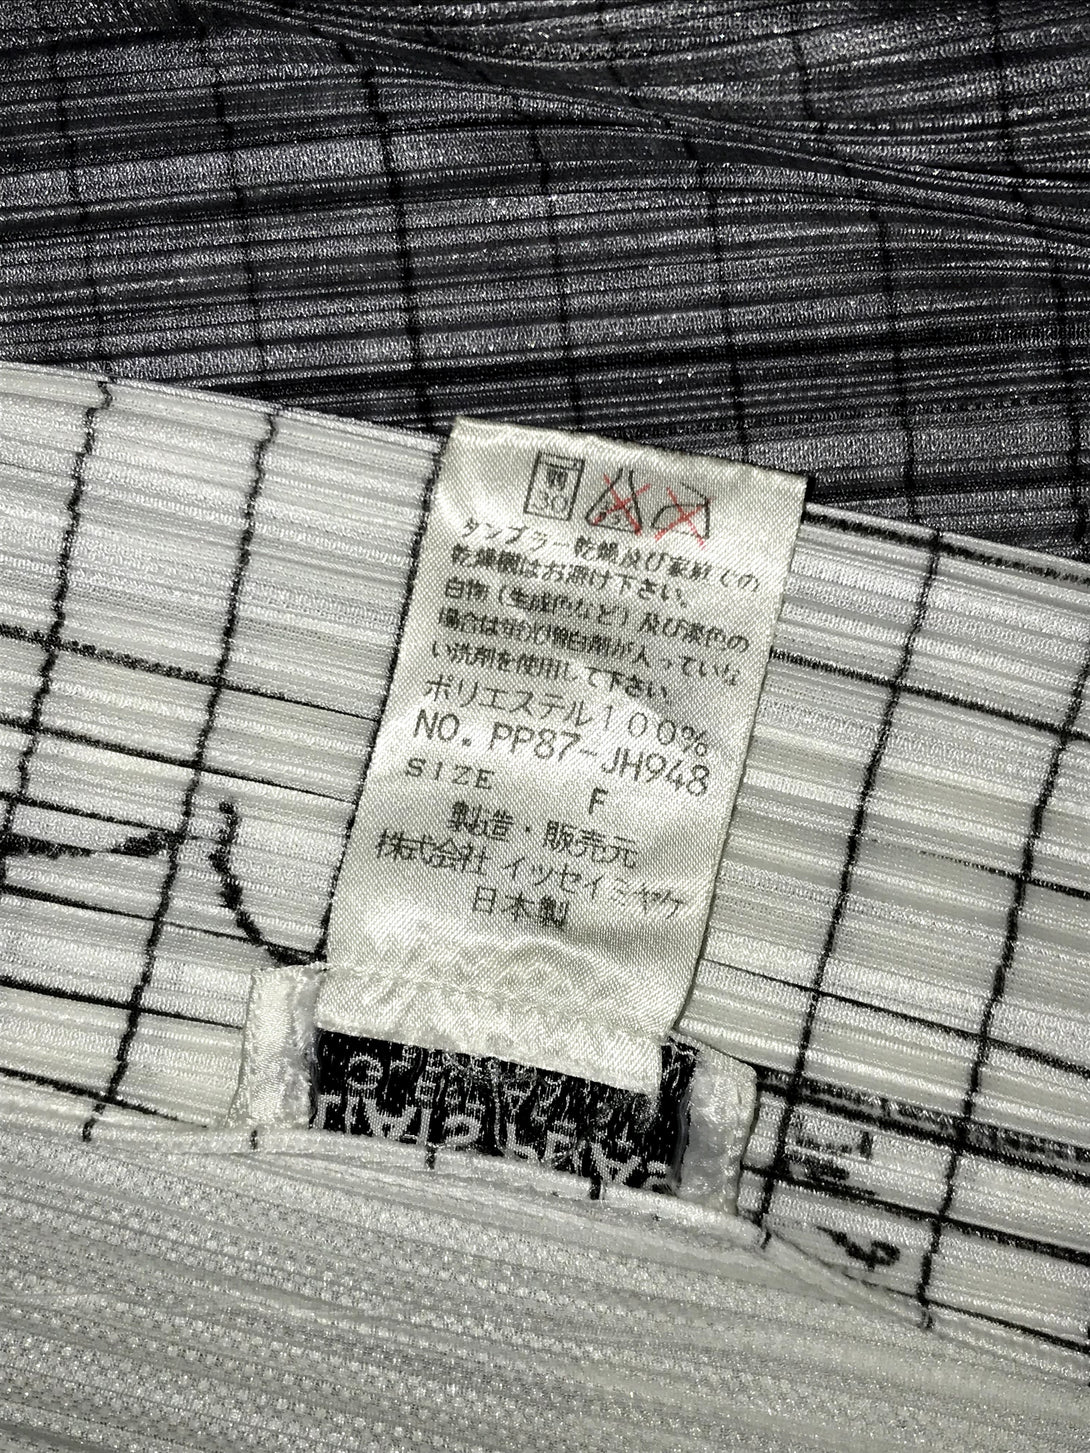 弱
30
タンブラー乾燥及び家庭での
乾燥機はお避け下さい。
白物(生成色など)及び淡色の
場合は蛍光増白剤が入っていな
い洗剤を使用して下さい。
ポリエステル100%
NO. PP87-JH948
SIZE F
製造・販売元
株式会社 イッセイミヤケ
日本製